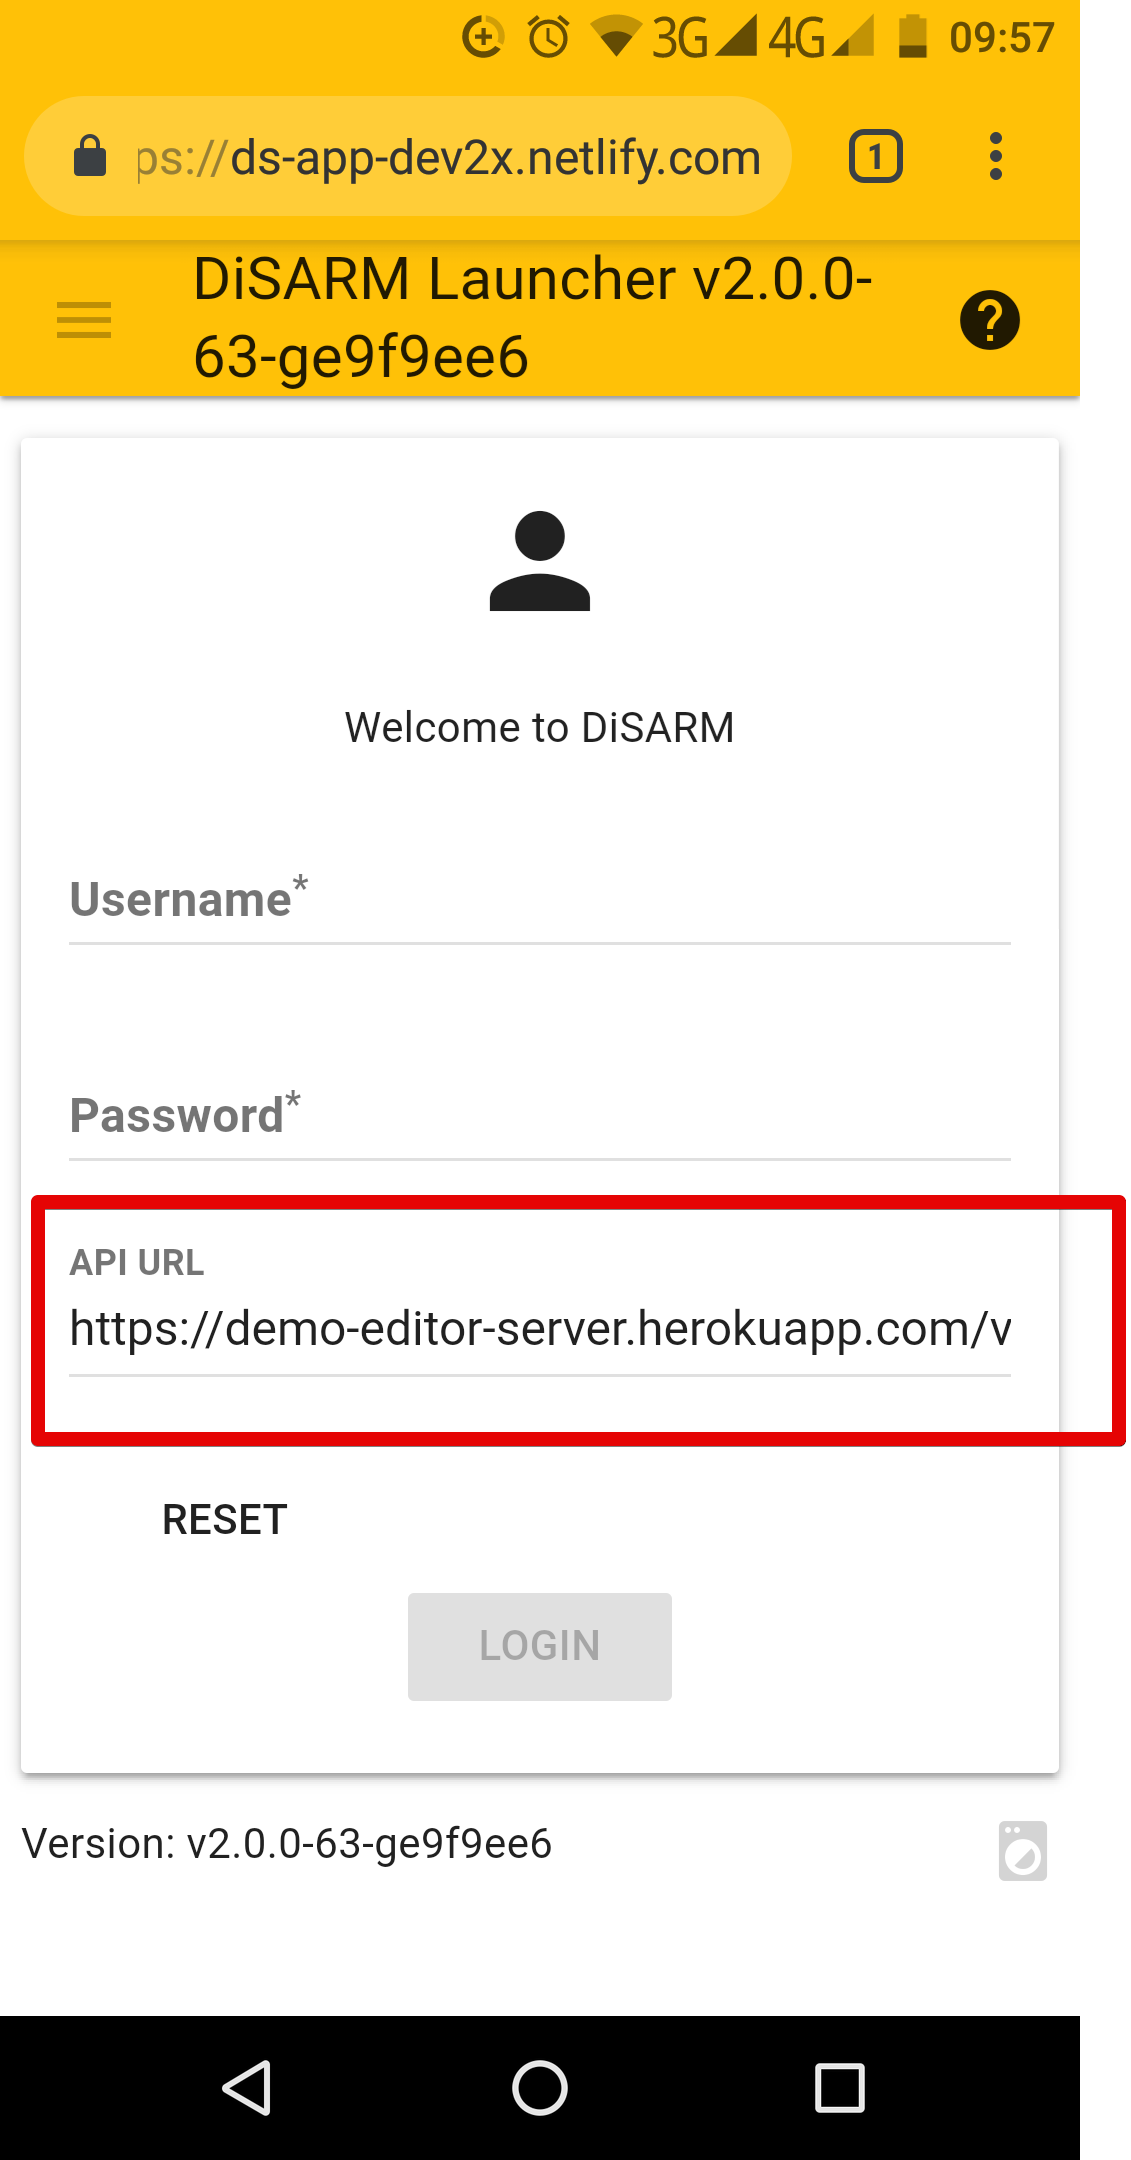 3G 4G 09:57
ps://ds-app-dev2x.netlify.com
1
DiSARM Launcher v2.0.0-
63-ge9f9ee6
?
Welcome to DiSARM
Username*
Password*
API URL
https://demo-editor-server.herokuapp.com/v
RESET
LOGIN
Version: v2.0.0-63-ge9f9ee6